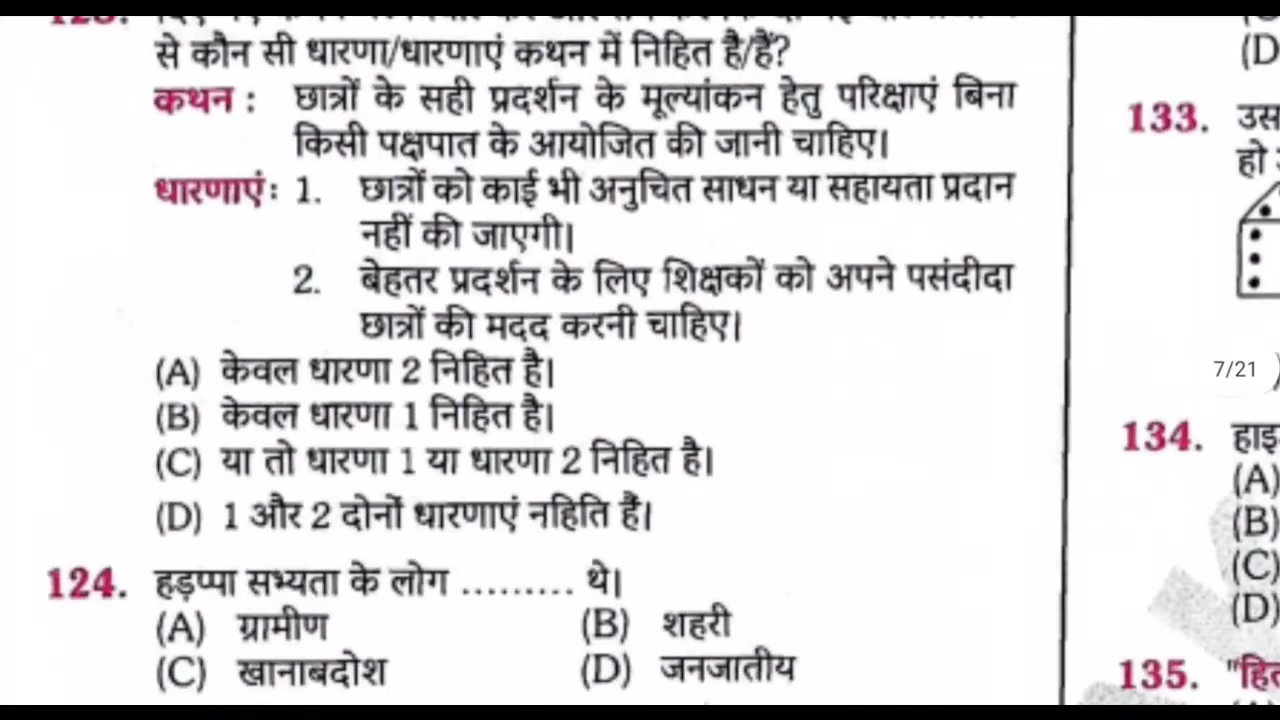 से कौन सी धारणा/धारणाएं कथन में निहित है/हैं?
कथन : छात्रों के सही प्रदर्शन के मूल्यांकन हेतु परिक्षाएं बिना
किसी पक्षपात के आयोजित की जानी चाहिए।
धारणाएं: 1. छात्रों को काई भी अनुचित साधन या सहायता प्रदान
नहीं की जाएगी।
2. बेहतर प्रदर्शन के लिए शिक्षकों को अपने पसंदीदा
छात्रों की मदद करनी चाहिए।
(A) केवल धारणा 2 निहित है।
(B) केवल धारणा 1 निहित है।
(C) या तो धारणा 1 या धारणा 2 निहित है।
(D) 1 और 2 दोनों धारणाएं नहिति हैं।
124. हड़प्पा सभ्यता के लोग ......... थे।
(A) ग्रामीण (B) शहरी
(C) खानाबदोश (D) जनजातीय
(D
133. उस
हो
7/21
134. हाइ
(A)
(B)
(C)
(D)
135.